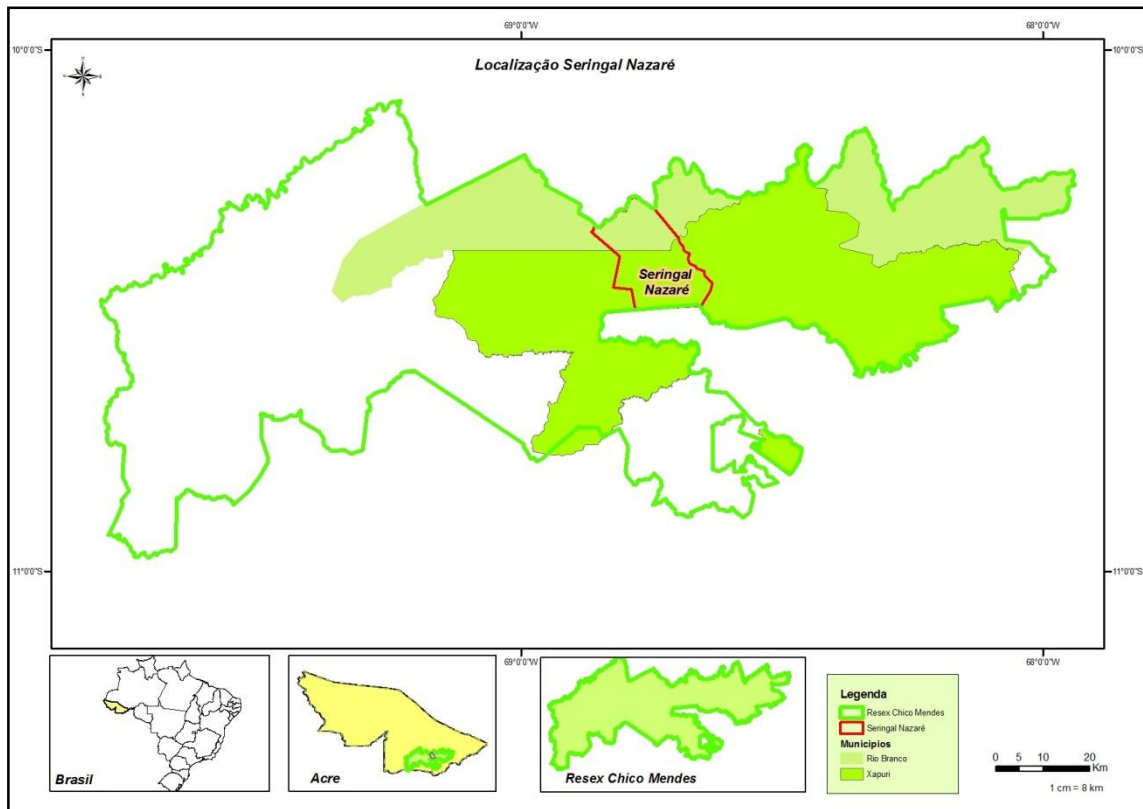 69°0'0"W 68°0'0"W
10°0'0"S 10°0'0"S
Localização Seringal Nazaré
Seringal
Nazaré
11°0'0"S 11°0'0"S
69°0'0"W 68°0'0"W
Brasil
Acre
Resex Chico Mendes
Legenda
Resex Chico Mendes
Seringal Nazaré
Municipios
Rio Branco
Xapuri
0 5 10 20
Km
1 cm = 8 km